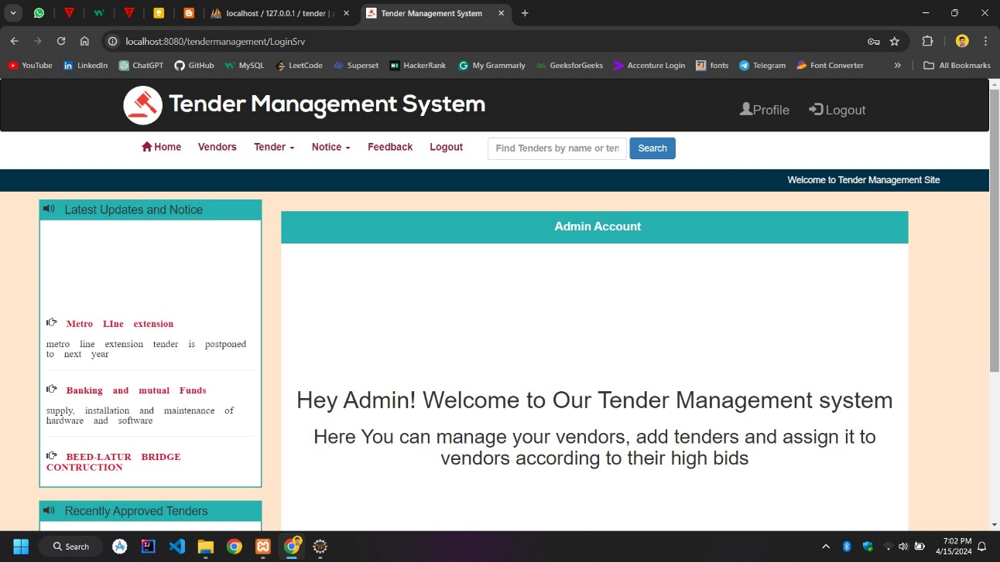 localhost / 127.0.0.1 / tender |
Tender Management System
localhost:8080/tendermanagement/LoginSrv
YouTube LinkedIn ChatGPT GitHub MySQL LeetCode Superset HackerRank My Grammarly GeeksforGeeks Accenture Login fonts Telegram Font Converter » All Bookmarks
Tender Management System
Profile Logout
Home Vendors Tender Notice Feedback Logout Find Tenders by name or ten Search
Welcome to Tender Management Site
Latest Updates and Notice
Metro LIne extension
metro line extension tender is postponed
to next year
Banking and mutual Funds
supply, installation and maintenance of
hardware and software
BEED-LATUR BRIDGE
CONTRUCTION
Recently Approved Tenders
Admin Account
Hey Admin! Welcome to Our Tender Management system
Here You can manage your vendors, add tenders and assign it to
vendors according to their high bids
Search
7:02 PM
4/15/2024